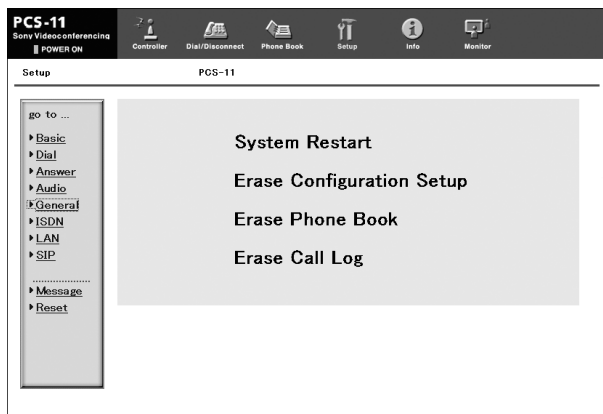 PCS-11
Sony Videoconferencing
POWER ON
Controller
Dial/Disconnect
Phone Book
Setup
Info
Monitor
Setup
PCS-11
go to ...
Basic
Dial
Answer
Audio
General
ISDN
LAN
SIP
Message
Reset
System Restart
Erase Configuration Setup
Erase Phone Book
Erase Call Log